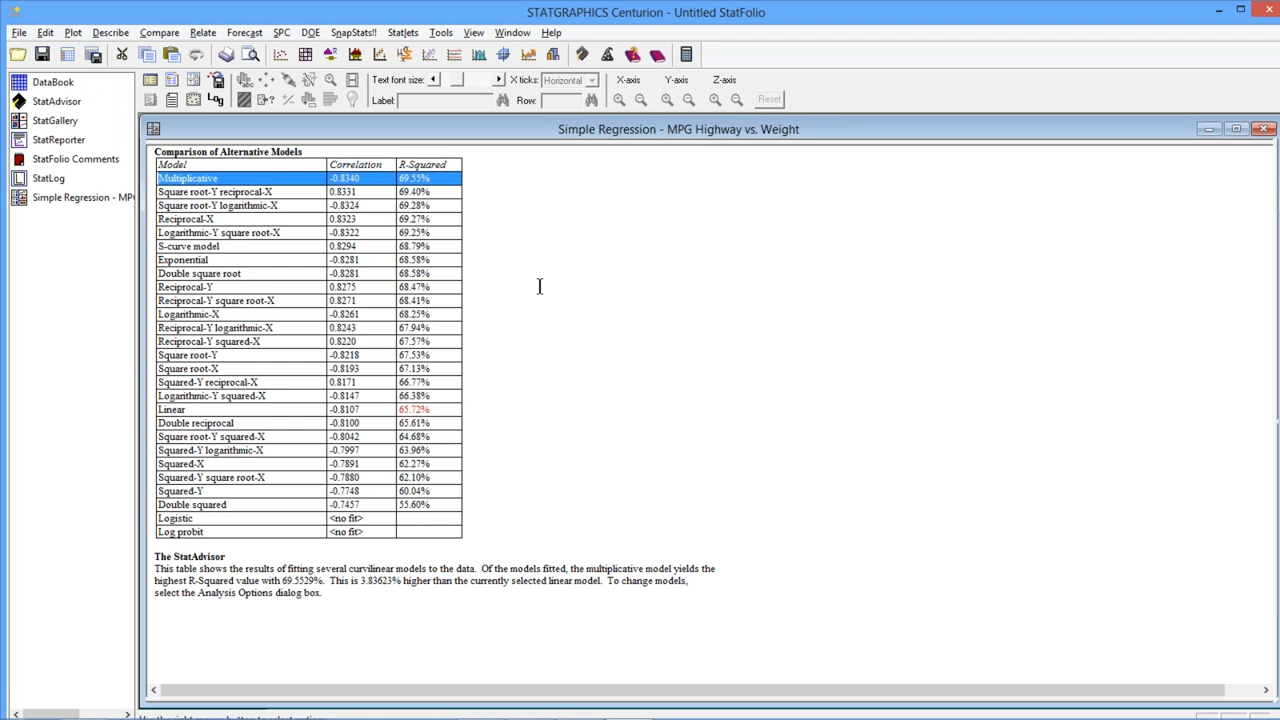 STATGRAPHICS Centurion - Untitled StatFolio
File Edit Plot Describe Compare Relate Forecast SPC DOE SnapStats!! StatLets Tools View Window Help
Text font size: X ticks: Horizontal X-axis Y-axis Z-axis
Log Label: Row: Reset
DataBook
StatAdvisor
StatGallery
StatReporter
StatFolio Comments
StatLog
Simple Regression - MPG
Simple Regression - MPG Highway vs. Weight
Comparison of Alternative Models
Model Correlation R-Squared
Multiplicative -0.8340 69.55%
Square root-Y reciprocal-X 0.8331 69.40%
Square root-Y logarithmic-X -0.8324 69.28%
Reciprocal-X 0.8323 69.27%
Logarithmic-Y square root-X -0.8322 69.25%
S-curve model 0.8294 68.79%
Exponential -0.8281 68.58%
Double square root -0.8281 68.58%
Reciprocal-Y 0.8275 68.47%
Reciprocal-Y square root-X 0.8271 68.41%
Logarithmic-X -0.8261 68.25%
Reciprocal-Y logarithmic-X 0.8243 67.94%
Reciprocal-Y squared-X 0.8220 67.57%
Square root-Y -0.8218 67.53%
Square root-X -0.8193 67.13%
Squared-Y reciprocal-X 0.8171 66.77%
Logarithmic-Y squared-X -0.8147 66.38%
Linear -0.8107 65.72%
Double reciprocal -0.8100 65.61%
Square root-Y squared-X -0.8042 64.68%
Squared-Y logarithmic-X -0.7997 63.96%
Squared-X -0.7891 62.27%
Squared-Y square root-X -0.7880 62.10%
Squared-Y -0.7748 60.04%
Double squared -0.7457 55.60%
Logistic <no fit>
Log probit <no fit>
The StatAdvisor
This table shows the results of fitting several curvilinear models to the data. Of the models fitted, the multiplicative model yields the
highest R-Squared value with 69.5529%. This is 3.83623% higher than the currently selected linear model. To change models,
select the Analysis Options dialog box.